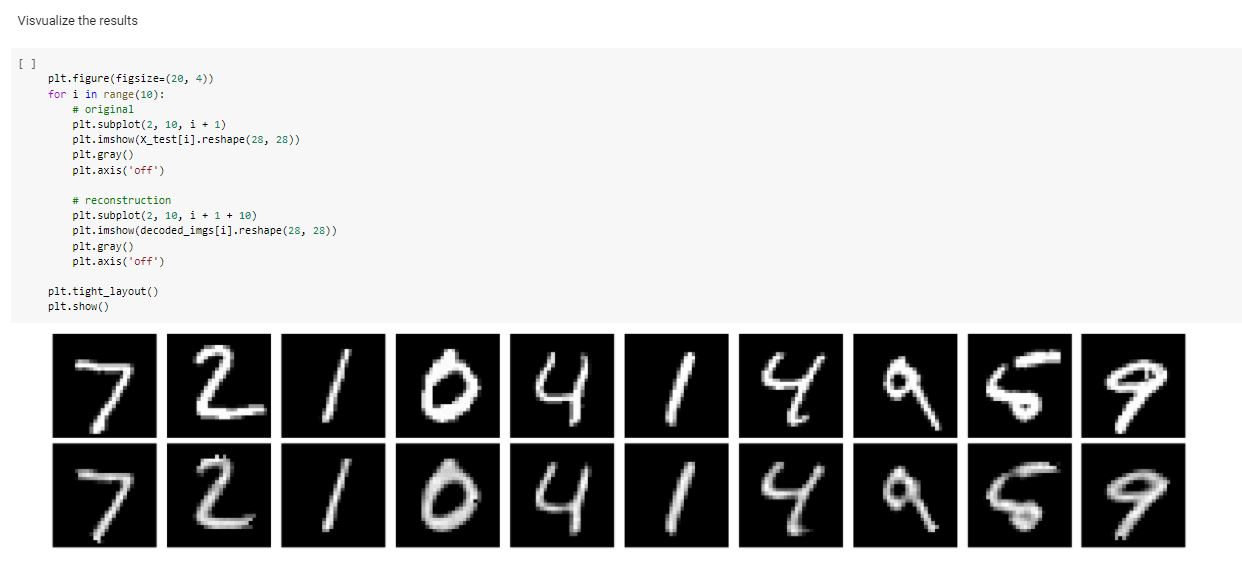 Visvualize the results
[ ]
plt.figure(figsize=(20, 4))
for i in range(10):
    # original
    plt.subplot(2, 10, i + 1)
    plt.imshow(X_test[i].reshape(28, 28))
    plt.gray()
    plt.axis('off')

    # reconstruction
    plt.subplot(2, 10, i + 1 + 10)
    plt.imshow(decoded_imgs[i].reshape(28, 28))
    plt.gray()
    plt.axis('off')

plt.tight_layout()
plt.show()
7 2 1 0 4 1 4 9 5 9
7 2 1 0 4 1 4 9 5 9